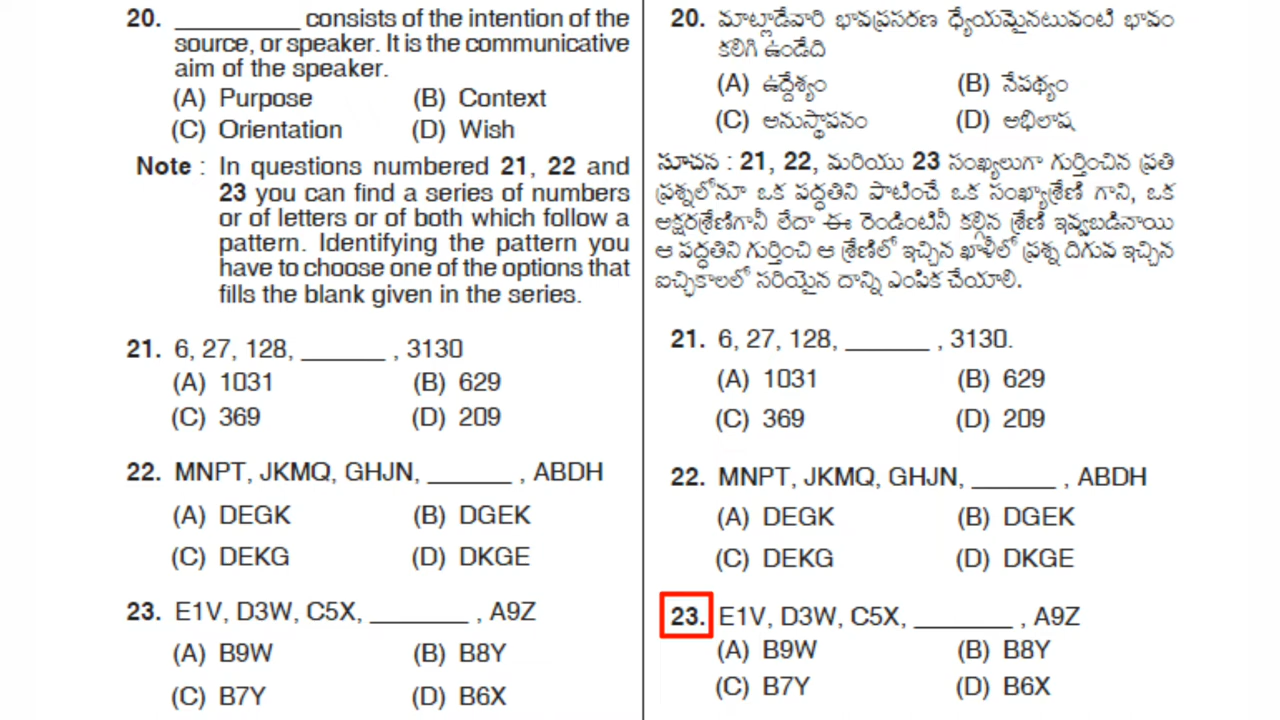 20. _________ consists of the intention of the
source, or speaker. It is the communicative
aim of the speaker.
(A) Purpose (B) Context
(C) Orientation (D) Wish
Note : In questions numbered 21, 22 and
23 you can find a series of numbers
or of letters or of both which follow a
pattern. Identifying the pattern you
have to choose one of the options that
fills the blank given in the series.
21. 6, 27, 128, ______ , 3130
(A) 1031 (B) 629
(C) 369 (D) 209
22. MNPT, JKMQ, GHJN, ______ , ABDH
(A) DEGK (B) DGEK
(C) DEKG (D) DKGE
23. E1V, D3W, C5X, _______ , A9Z
(A) B9W (B) B8Y
(C) B7Y (D) B6X
20. మాట్లాడేవారి భావప్రసరణ ధ్యేయమైనటువంటి భావం
కలిగి ఉండేది
(A) ఉద్దేశ్యం (B) నేపథ్యం
(C) అనుస్థాపనం (D) అభిలాష
సూచన : 21, 22, మరియు 23 సంఖ్యలుగా గుర్తించిన ప్రతి
ప్రశ్నలోనూ ఒక పద్ధతిని పాటించే ఒక సంఖ్యాశ్రేణి గాని, ఒక
అక్షరశ్రేణిగానీ లేదా ఈ రెండింటినీ కల్గిన శ్రేణి ఇవ్వబడినాయి
ఆ పద్ధతిని గుర్తించి ఆ శ్రేణిలో ఇచ్చిన ఖాళీలో ప్రశ్న దిగువ ఇచ్చిన
ఐచ్ఛికాలలో సరియైన దాన్ని ఎంపిక చేయాలి.
21. 6, 27, 128, ______ , 3130.
(A) 1031 (B) 629
(C) 369 (D) 209
22. MNPT, JKMQ, GHJN, ______ , ABDH
(A) DEGK (B) DGEK
(C) DEKG (D) DKGE
23. E1V, D3W, C5X, _______ , A9Z
(A) B9W (B) B8Y
(C) B7Y (D) B6X